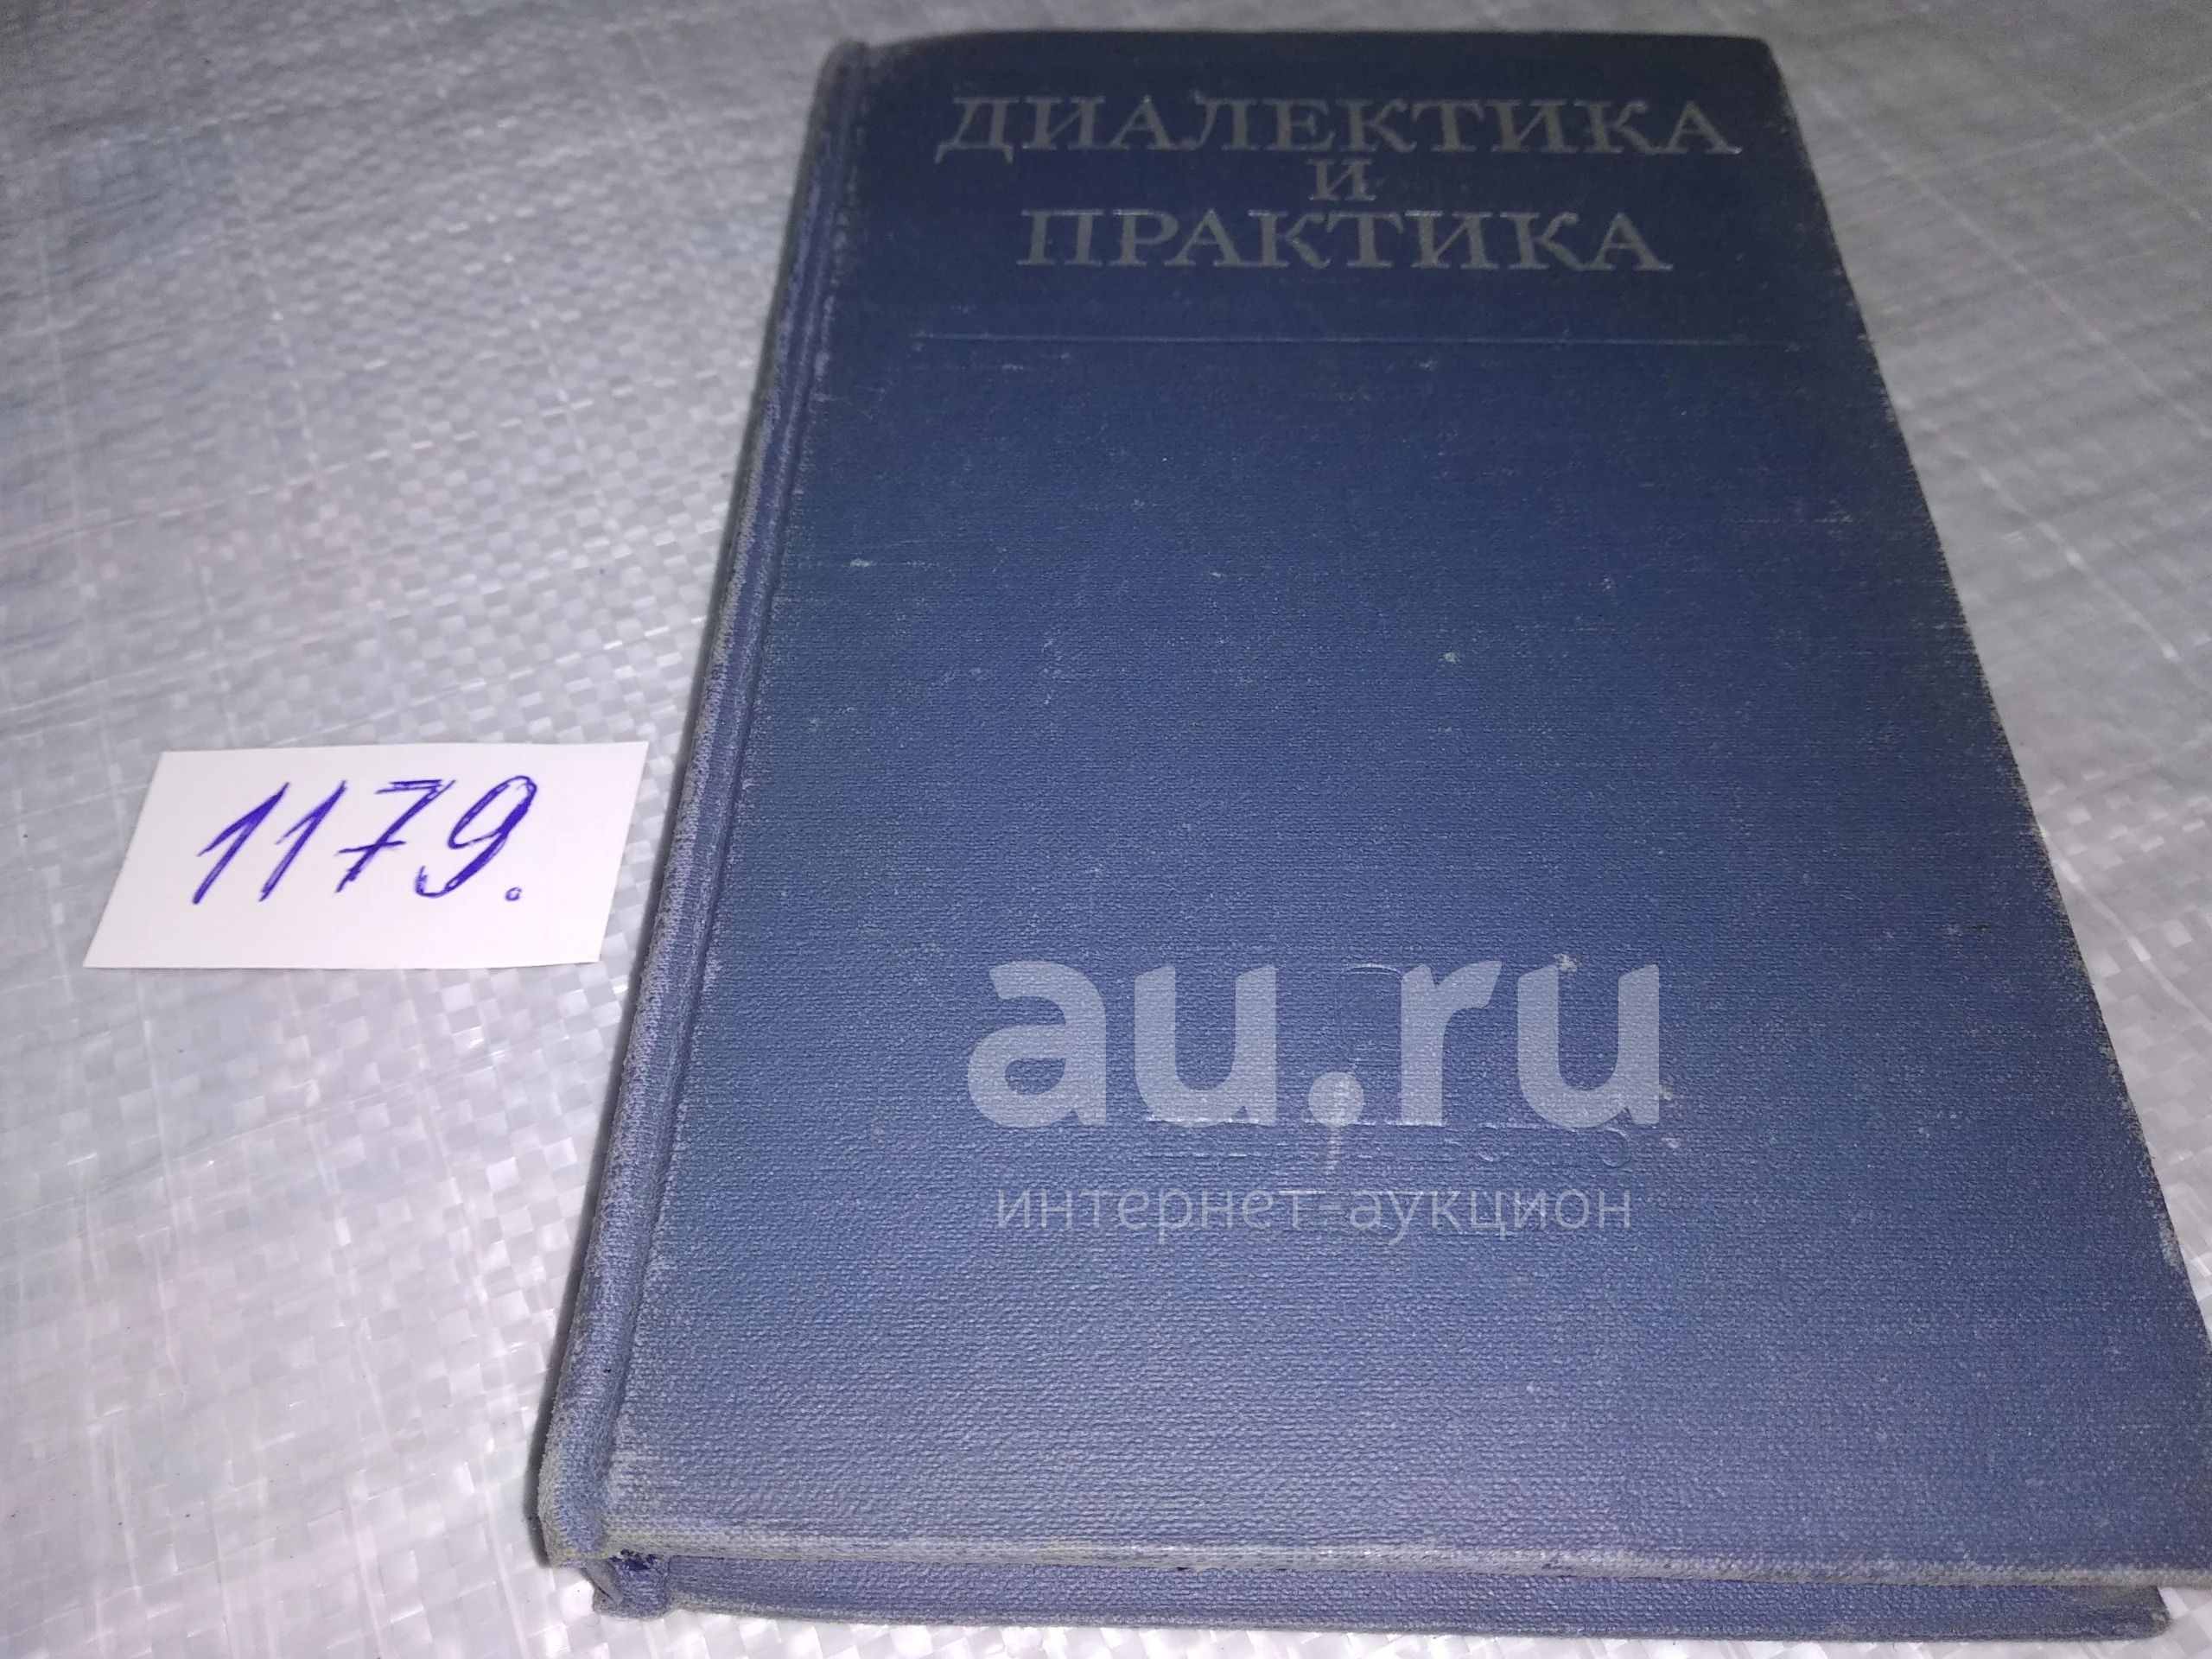 ДИАЛЕКТИКА
И
ПРАКТИКА
1179.
au.ru
интернет-аукцион